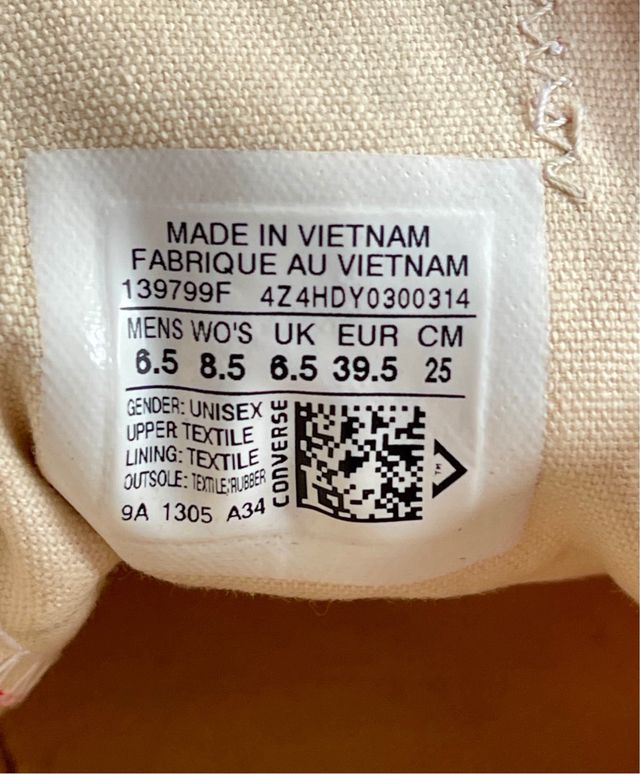 MADE IN VIETNAM
FABRIQUE AU VIETNAM
139799F 4Z4HDY0300314
MENS WO'S UK EUR CM
6.5 8.5 6.5 39.5 25
GENDER: UNISEX
UPPER TEXTILE
LINING: TEXTILE
OUTSOLE: TEXTILE/RUBBER
9A 1305 A34
CONVERSE
TM